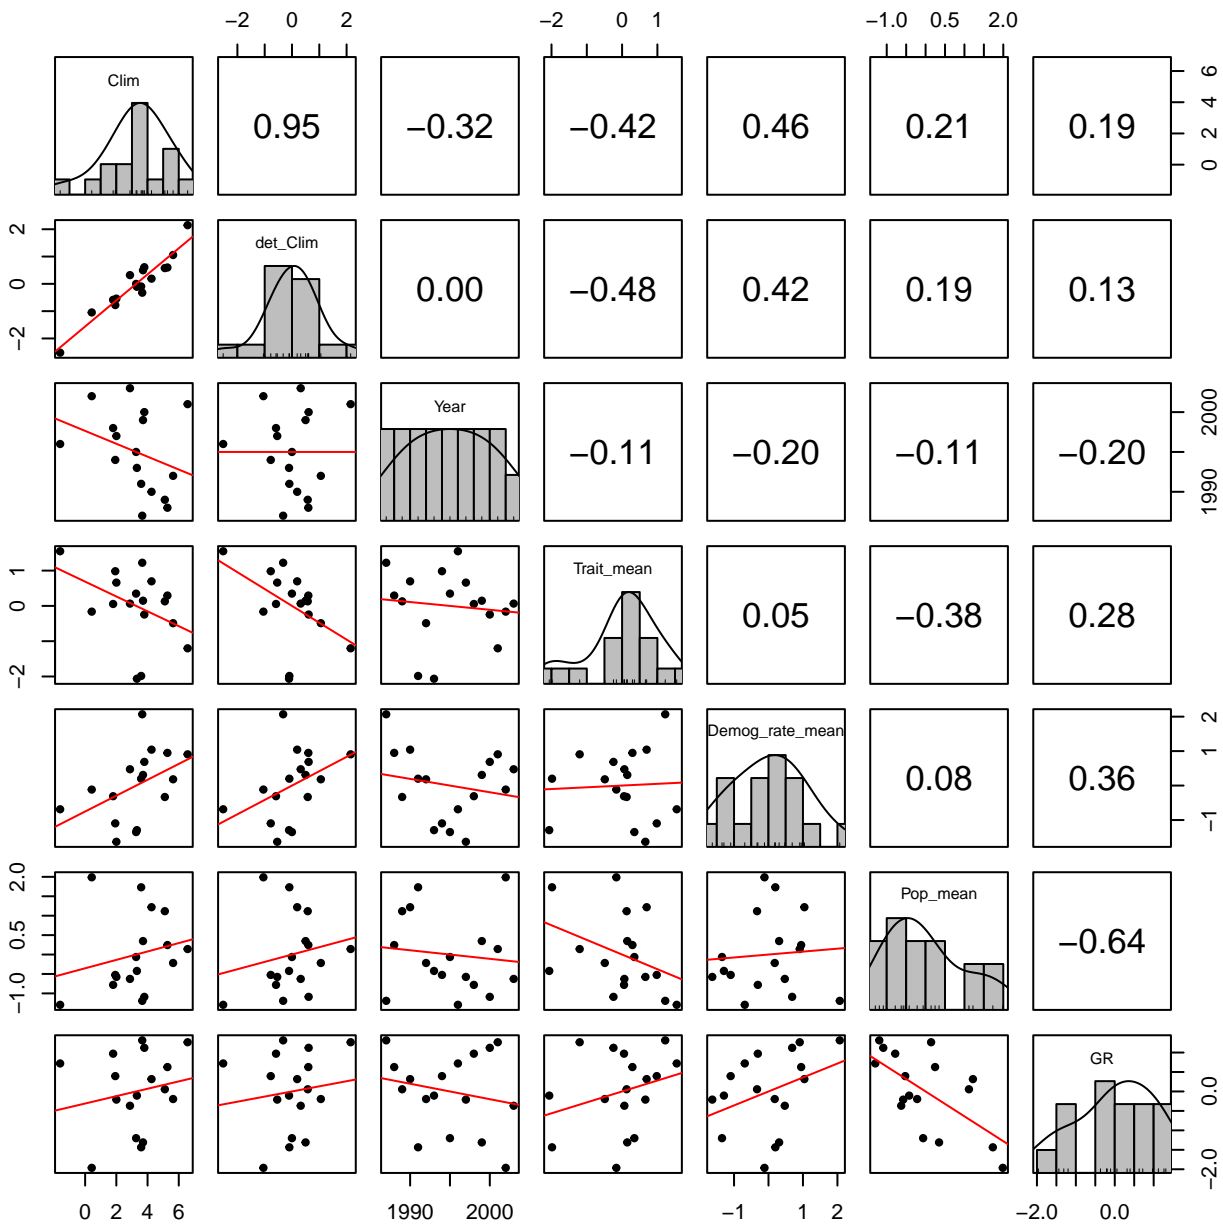 −2 0 2 −2 0 1 −1.0 0.5 2.0
Clim 0.95 −0.32 −0.42 0.46 0.21 0.19 0 2 4 6
−2 0 2 det_Clim 0.00 −0.48 0.42 0.19 0.13
Year −0.11 −0.20 −0.11 −0.20 1990 2000
−2 0 1 Trait_mean 0.05 −0.38 0.28
Demog_rate_mean 0.08 0.36 −1 1 2
−1.0 0.5 2.0 Pop_mean −0.64
GR −2.0 0.0
0 2 4 6 1990 2000 −1 1 2 −2.0 0.0